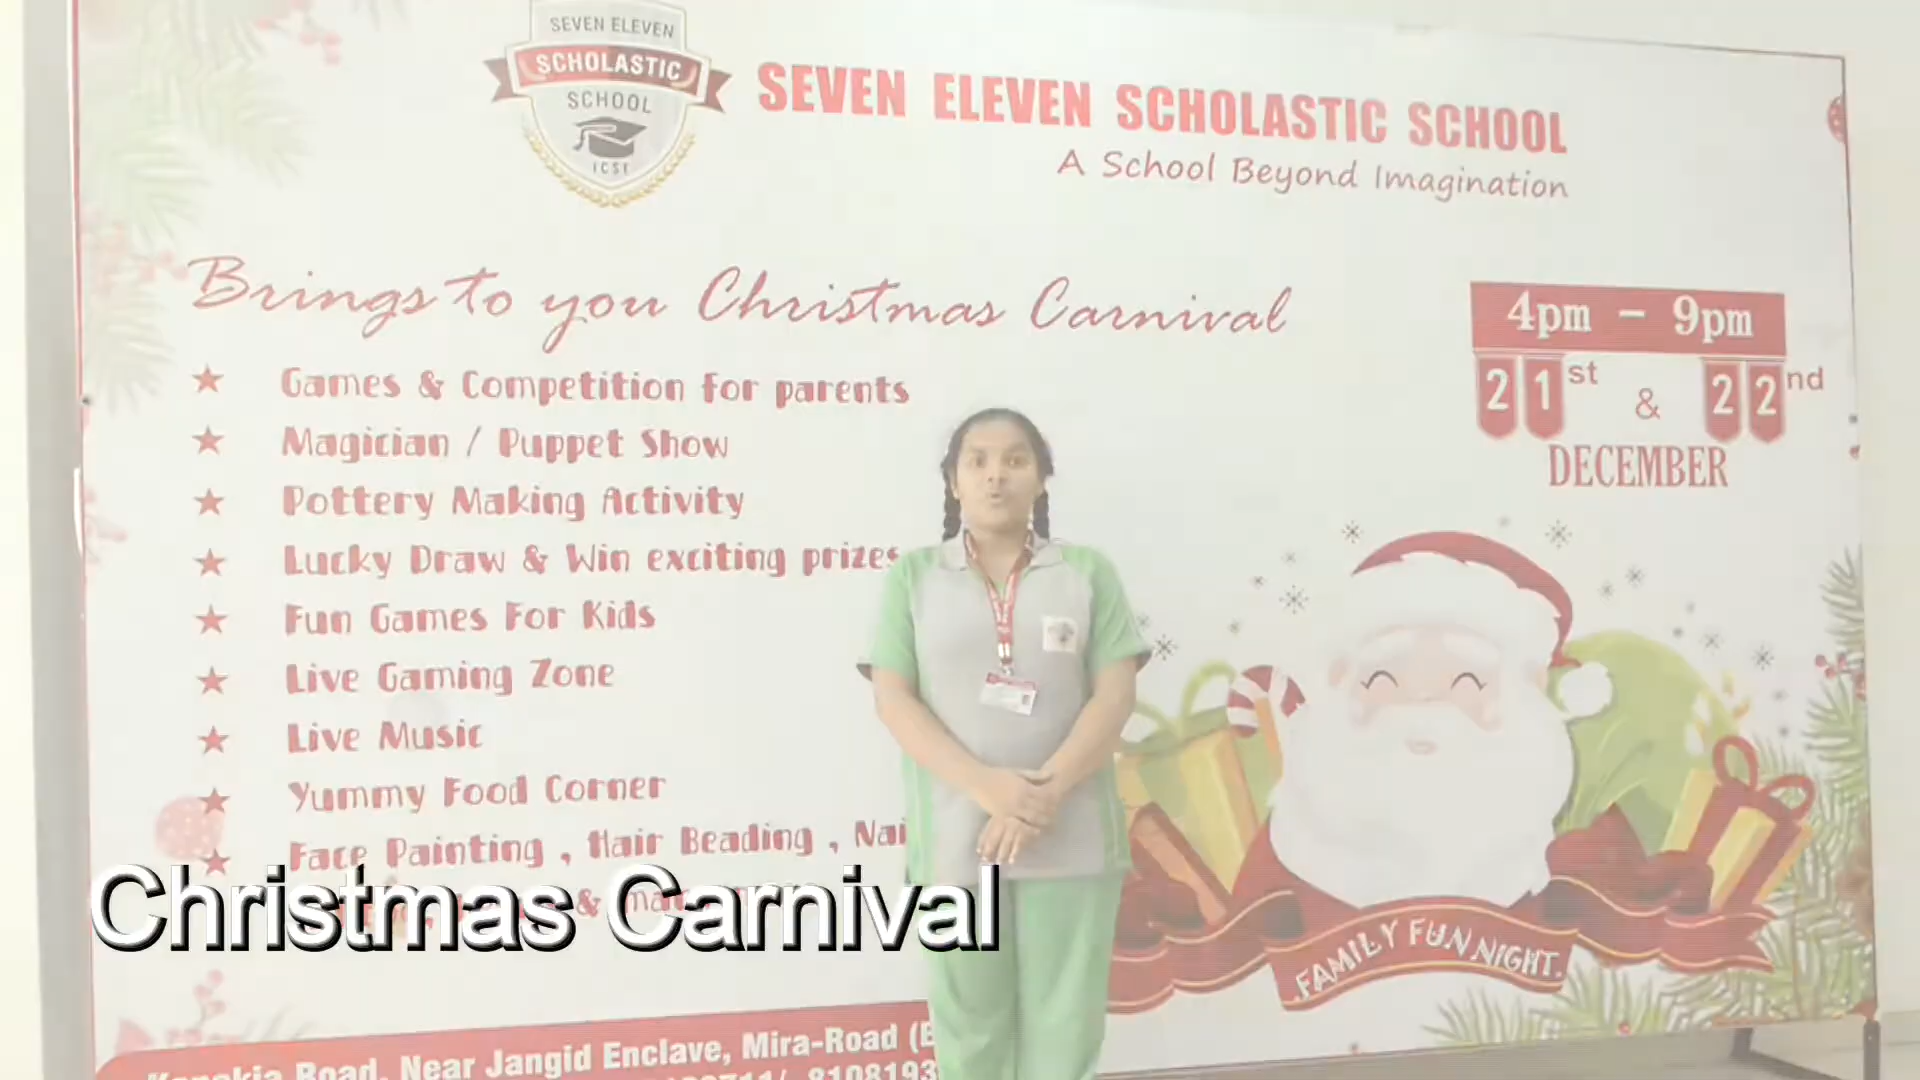 SEVEN ELEVEN
SCHOLASTIC
SCHOOL
ICSE
SEVEN ELEVEN SCHOLASTIC SCHOOL
A School Beyond Imagination
Brings to you Christmas Carnival
4pm - 9pm
21st & 22nd
DECEMBER
★ Games & Competition for parents
★ Magician / Puppet Show
★ Pottery Making Activity
★ Lucky Draw & Win exciting prizes
★ Fun Games For Kids
★ Live Gaming Zone
★ Live Music
★ Yummy Food Corner
★ Face Painting , Hair Beading , Nai
&
Christmas Carnival
FAMILY FUN NIGHT.
Road, Near Jangid Enclave, Mira-Road (E
8108193